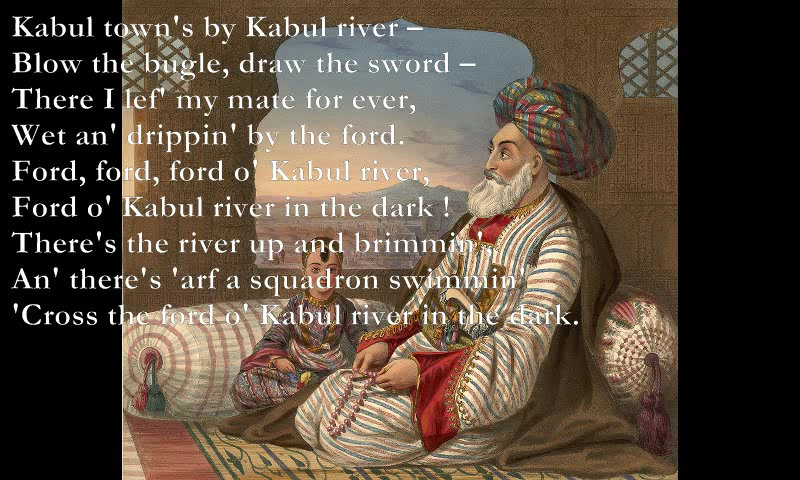 Kabul town's by Kabul river –
Blow the bugle, draw the sword –
There I lef' my mate for ever,
Wet an' drippin' by the ford.
Ford, ford, ford o' Kabul river,
Ford o' Kabul river in the dark !
There's the river up and brimmin',
An' there's 'arf a squadron swimmin'
'Cross the ford o' Kabul river in the dark.